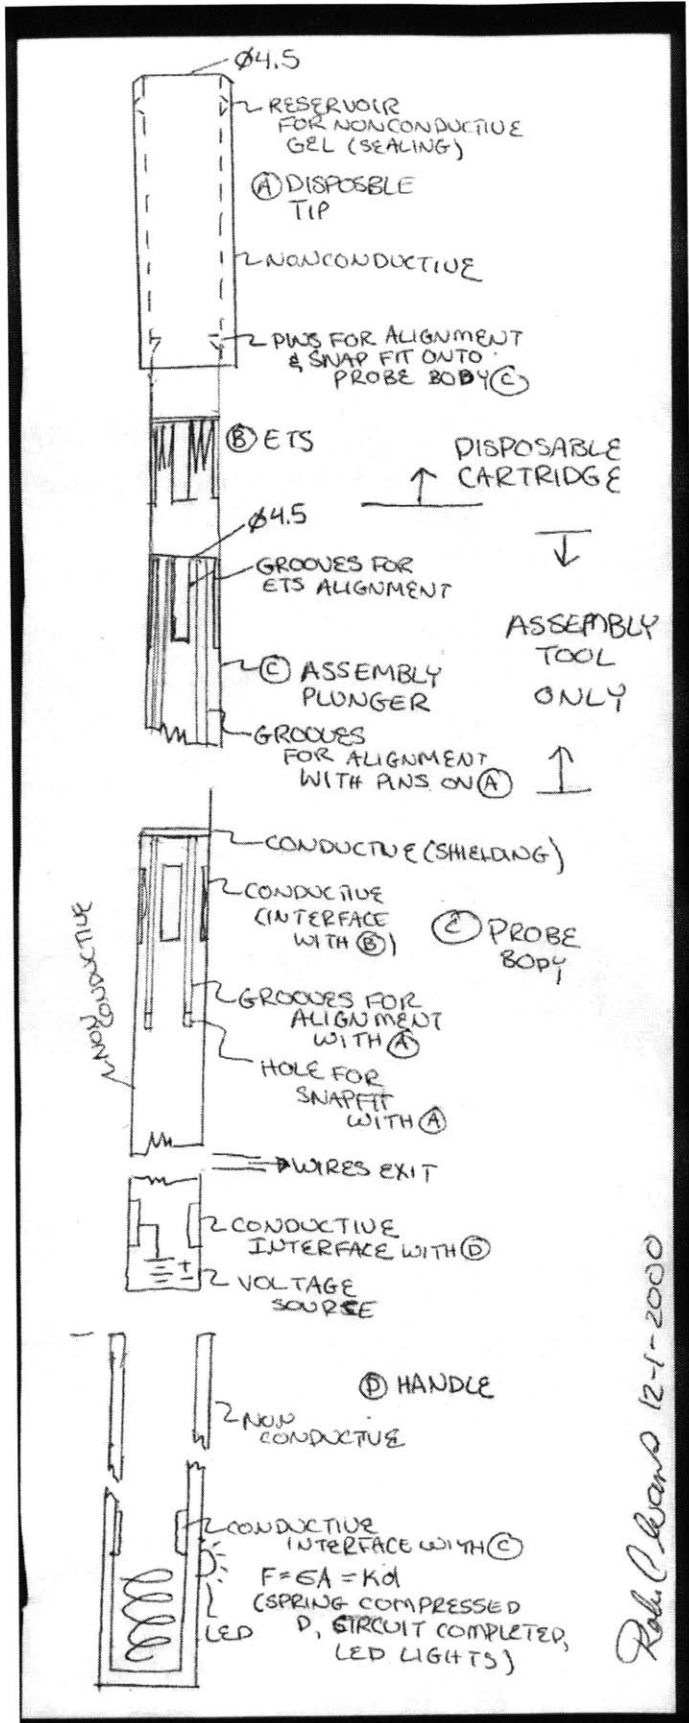 Ø4.5
RESERVOIR
FOR NONCONDUCTIVE
GEL (SEALING)
Ⓐ DISPOSBLE
TIP
NONCONDUCTIVE
PINS FOR ALIGNMENT
& SNAP FIT ONTO
PROBE BODY Ⓒ
Ⓑ ETS
DISPOSABLE
CARTRIDGE
Ø4.5
GROOVES FOR
ETS ALIGNMENT
ASSEMBLY
TOOL
ONLY
Ⓒ ASSEMBLY
PLUNGER
GROOVES
FOR ALIGNMENT
WITH PINS ON Ⓐ
CONDUCTIVE (SHIELDING)
CONDUCTIVE
(INTERFACE
WITH Ⓑ)
Ⓒ PROBE
BODY
NON
CONDUCTIVE
GROOVES FOR
ALIGNMENT
WITH Ⓐ
HOLE FOR
SNAPFIT
WITH Ⓐ
WIRES EXIT
CONDUCTIVE
INTERFACE WITH Ⓓ
+
-
VOLTAGE
SOURSE
Ⓓ HANDLE
NON
CONDUCTIVE
CONDUCTIVE
INTERFACE WITH Ⓒ
F=σA=Kd
(SPRING COMPRESSED
D, CIRCUIT COMPLETED,
LED LIGHTS)
LED
12-1-2000